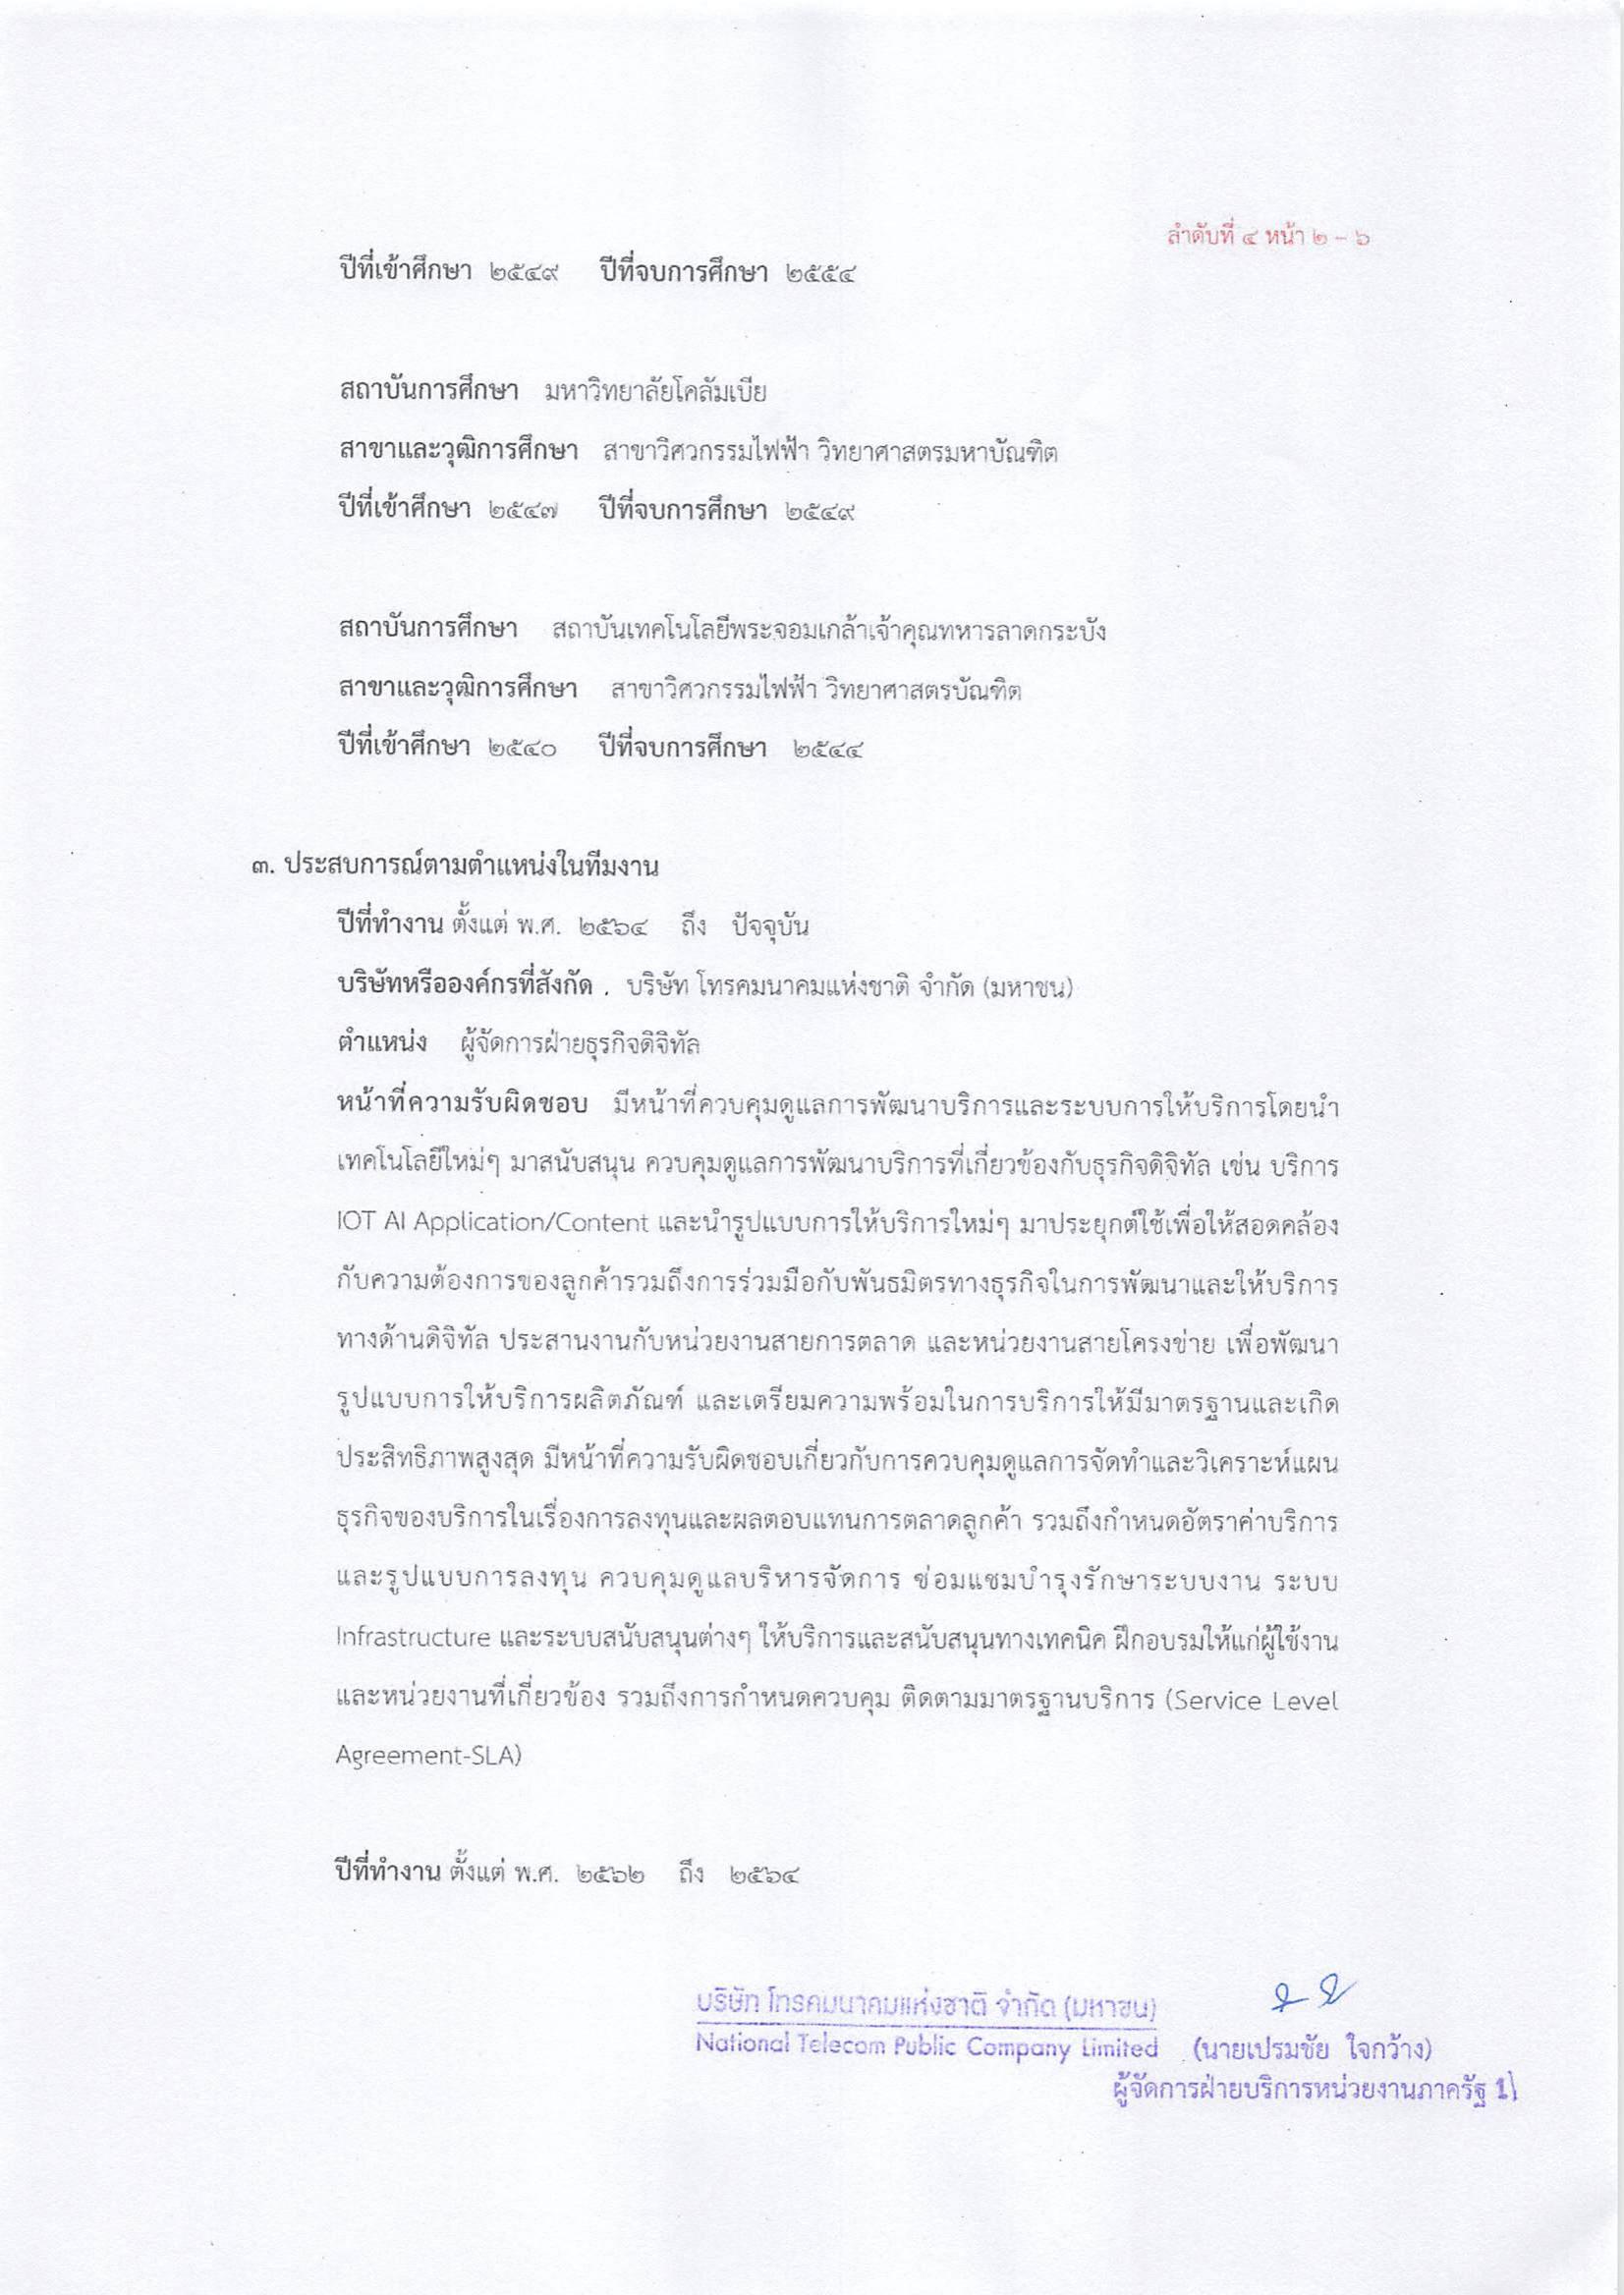 ลำดับที่ ๔ หน้า ๒ – ๖
ปีที่เข้าศึกษา ๒๕๔๙ ปีที่จบการศึกษา ๒๕๕๔
สถาบันการศึกษา มหาวิทยาลัยโคลัมเบีย
สาขาและวุฒิการศึกษา สาขาวิศวกรรมไฟฟ้า วิทยาศาสตรมหาบัณฑิต
ปีที่เข้าศึกษา ๒๕๔๗ ปีที่จบการศึกษา ๒๕๔๙
สถาบันการศึกษา สถาบันเทคโนโลยีพระจอมเกล้าเจ้าคุณทหารลาดกระบัง
สาขาและวุฒิการศึกษา สาขาวิศวกรรมไฟฟ้า วิทยาศาสตรบัณฑิต
ปีที่เข้าศึกษา ๒๕๔๐ ปีที่จบการศึกษา ๒๕๔๔
๓. ประสบการณ์ตามตำแหน่งในทีมงาน
ปีที่ทำงาน ตั้งแต่ พ.ศ. ๒๕๖๔ ถึง ปัจจุบัน
บริษัทหรือองค์กรที่สังกัด . บริษัท โทรคมนาคมแห่งชาติ จำกัด (มหาชน)
ตำแหน่ง ผู้จัดการฝ่ายธุรกิจดิจิทัล
หน้าที่ความรับผิดชอบ มีหน้าที่ควบคุมดูแลการพัฒนาบริการและระบบการให้บริการโดยนำ
เทคโนโลยีใหม่ๆ มาสนับสนุน ควบคุมดูแลการพัฒนาบริการที่เกี่ยวข้องกับธุรกิจดิจิทัล เช่น บริการ
IOT AI Application/Content และนำรูปแบบการให้บริการใหม่ๆ มาประยุกต์ใช้เพื่อให้สอดคล้อง
กับความต้องการของลูกค้ารวมถึงการร่วมมือกับพันธมิตรทางธุรกิจในการพัฒนาและให้บริการ
ทางด้านดิจิทัล ประสานงานกับหน่วยงานสายการตลาด และหน่วยงานสายโครงข่าย เพื่อพัฒนา
รูปแบบการให้บริการผลิตภัณฑ์ และเตรียมความพร้อมในการบริการให้มีมาตรฐานและเกิด
ประสิทธิภาพสูงสุด มีหน้าที่ความรับผิดชอบเกี่ยวกับการควบคุมดูแลการจัดทำและวิเคราะห์แผน
ธุรกิจของบริการในเรื่องการลงทุนและผลตอบแทนการตลาดลูกค้า รวมถึงกำหนดอัตราค่าบริการ
และรูปแบบการลงทุน ควบคุมดูแลบริหารจัดการ ซ่อมแซมบำรุงรักษาระบบงาน ระบบ
Infrastructure และระบบสนับสนุนต่างๆ ให้บริการและสนับสนุนทางเทคนิค ฝึกอบรมให้แก่ผู้ใช้งาน
และหน่วยงานที่เกี่ยวข้อง รวมถึงการกำหนดควบคุม ติดตามมาตรฐานบริการ (Service Level
Agreement-SLA)
ปีที่ทำงาน ตั้งแต่ พ.ศ. ๒๕๖๒ ถึง ๒๕๖๔
บริษัท โทรคมนาคมแห่งชาติ จำกัด (มหาชน)
National Telecom Public Company Limited (นายเปรมชัย ใจกว้าง)
ผู้จัดการฝ่ายบริการหน่วยงานภาครัฐ 1)